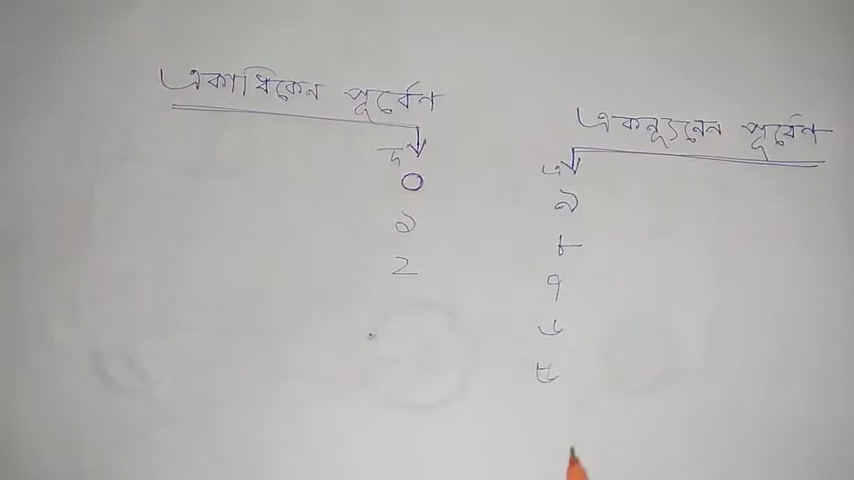 একাধিকেন পূর্বেন
একন্যূনেন পূর্বেন
দ
এ
০
৯
১
৮
২
৭
৬
৫